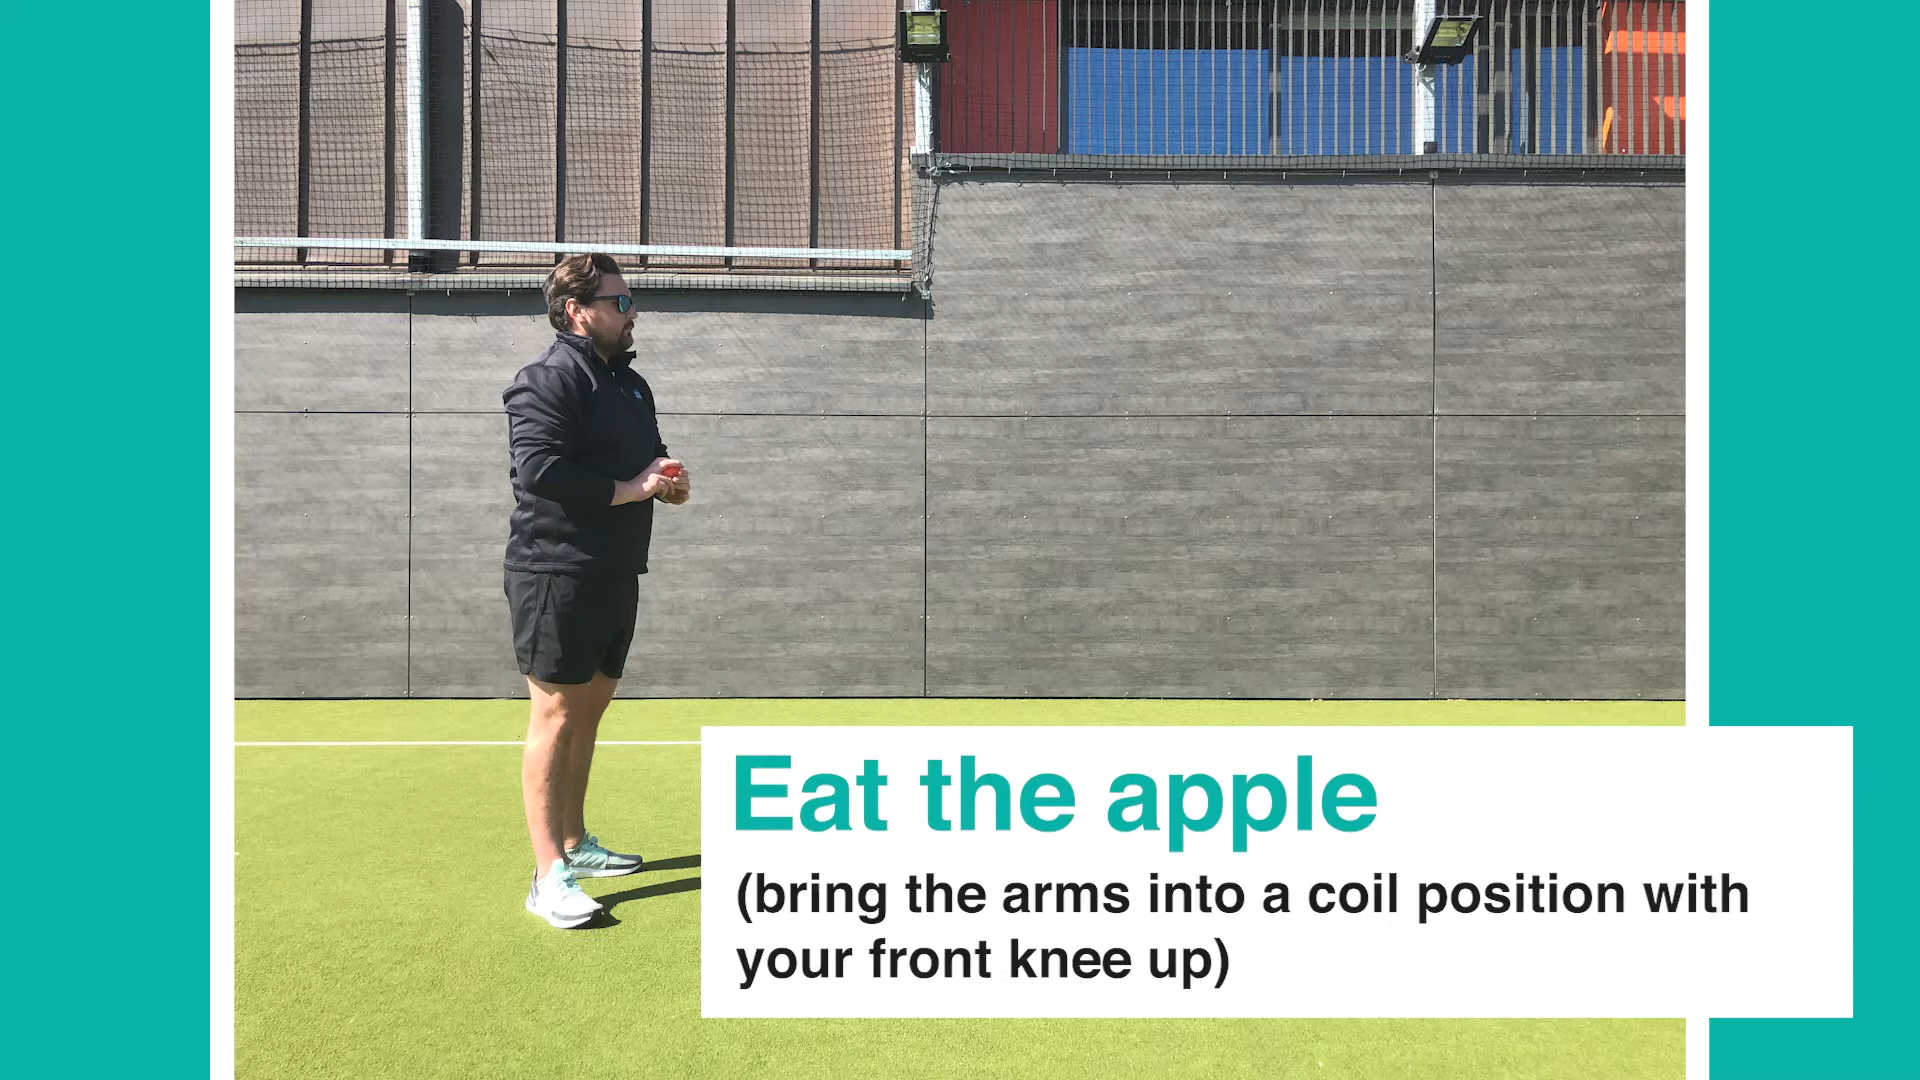 Eat the apple
(bring the arms into a coil position with
your front knee up)